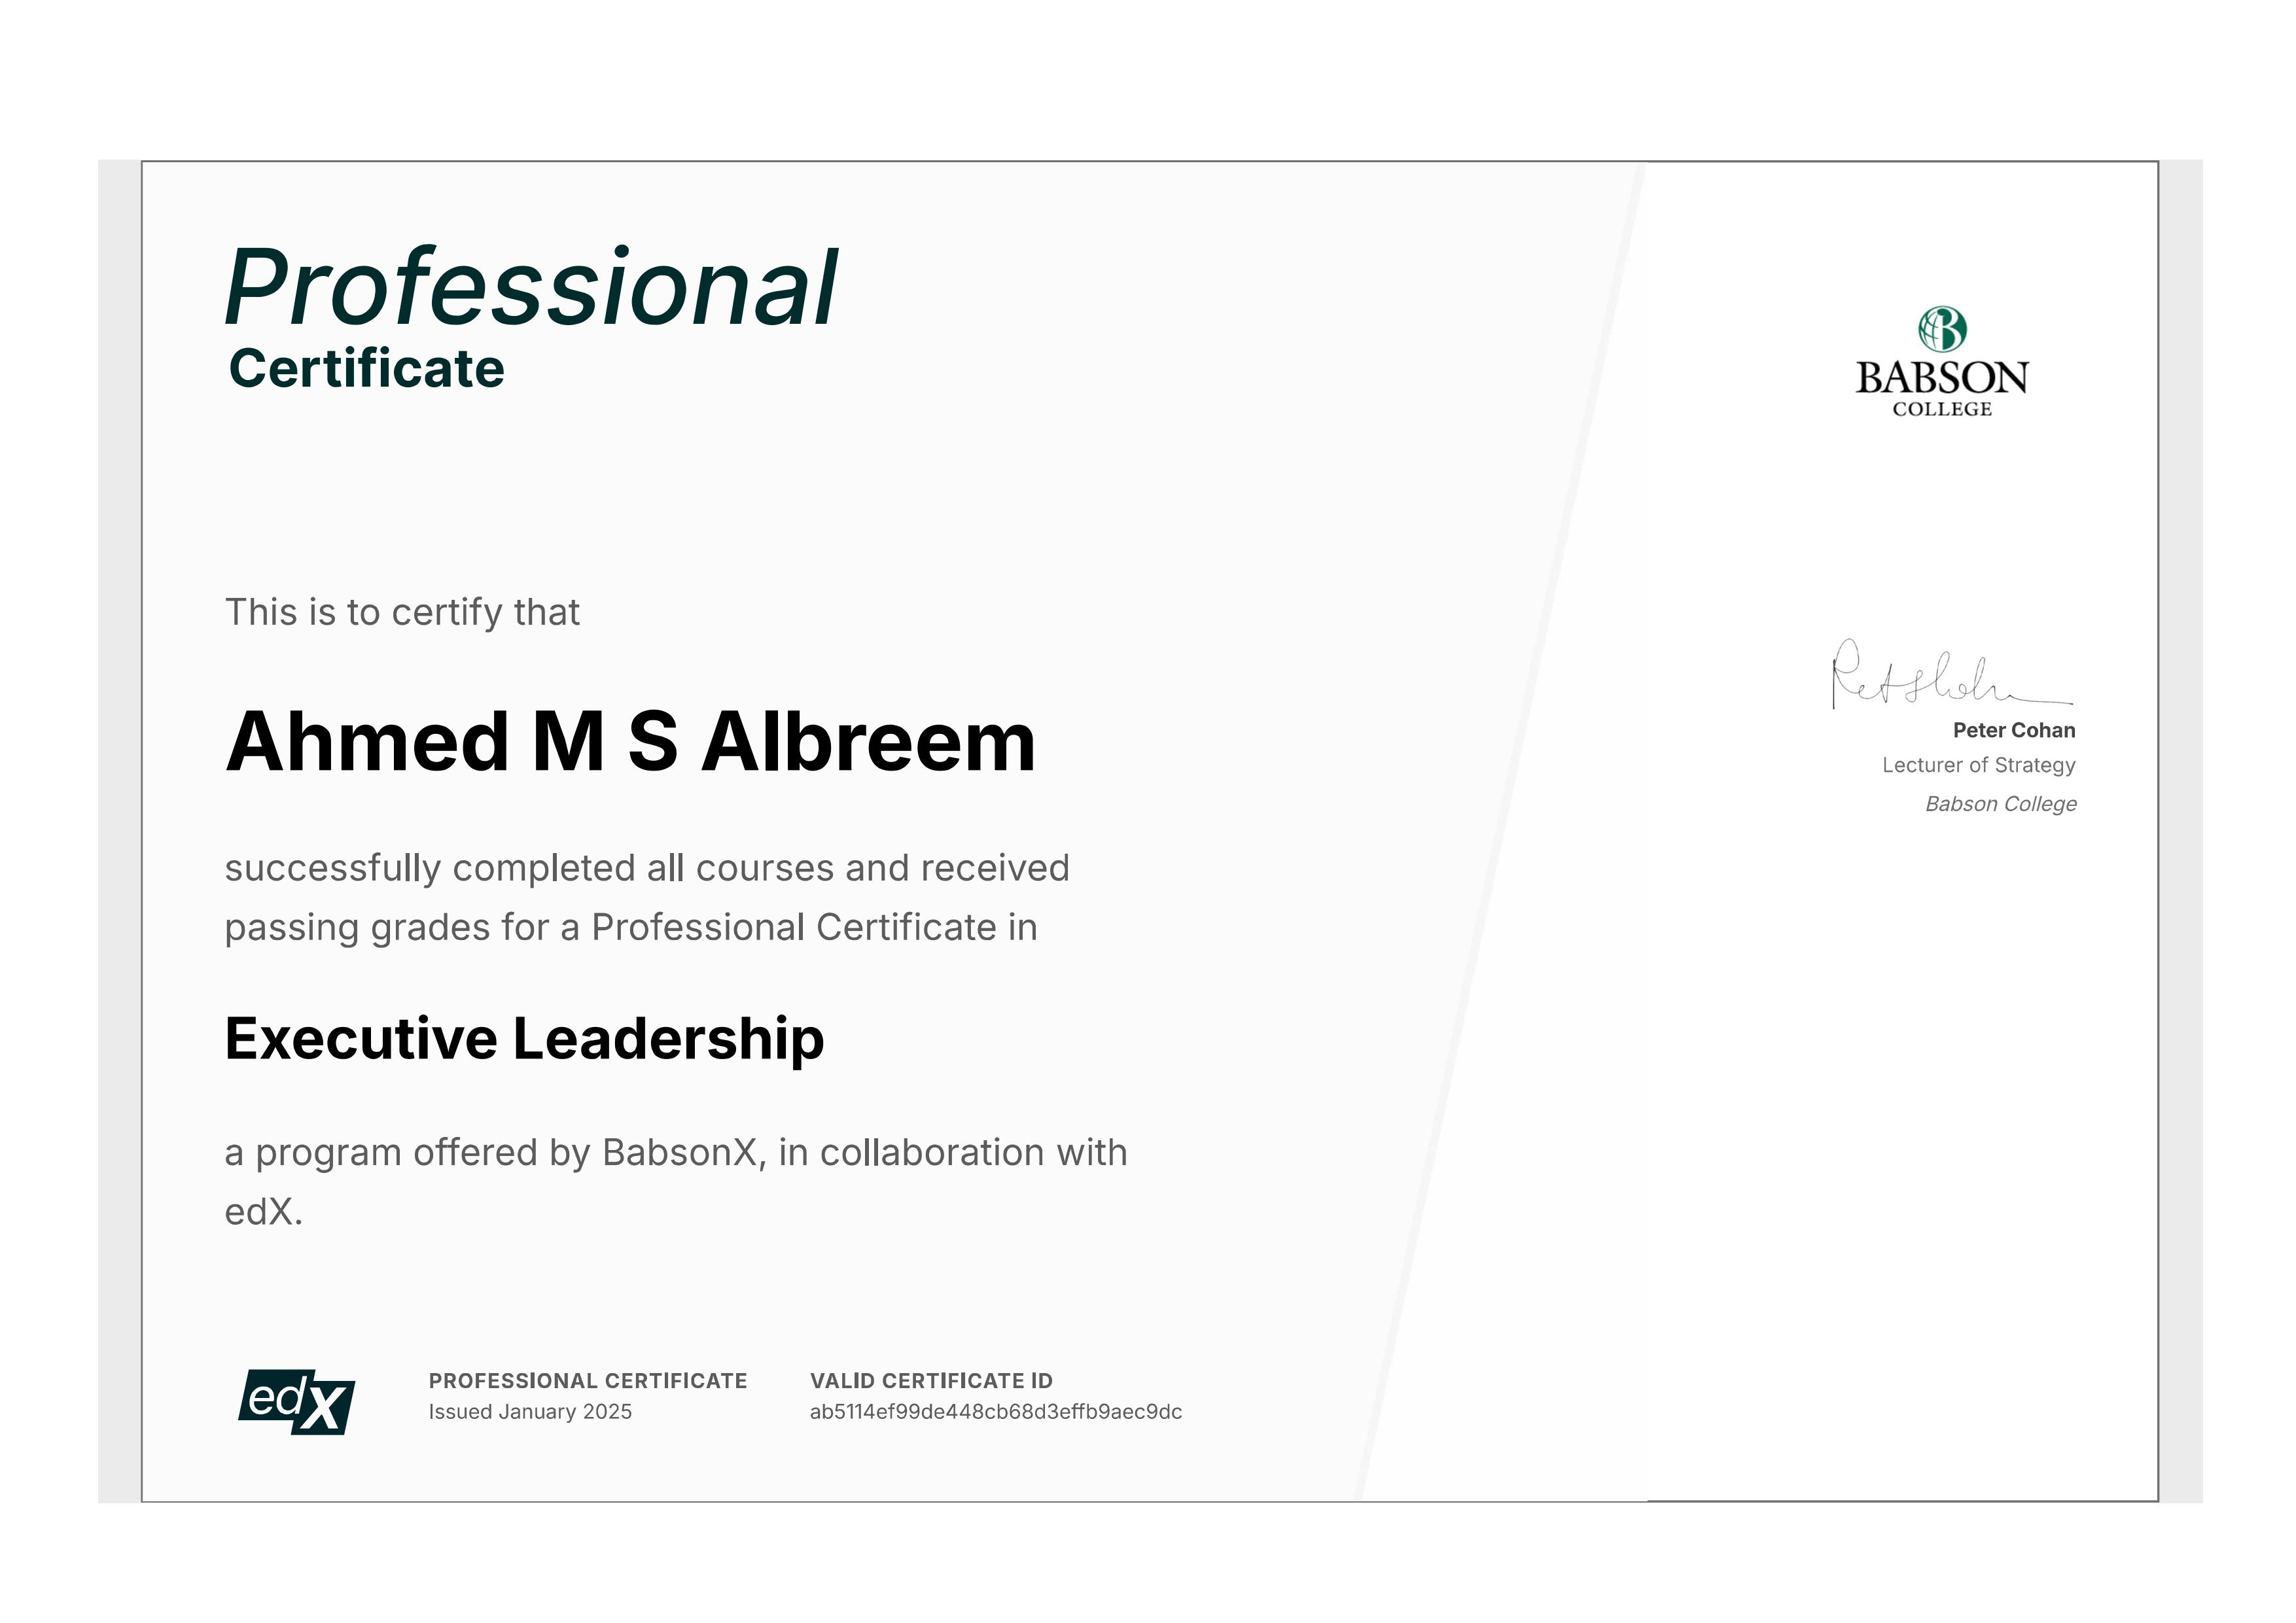 Professional
Certificate
BABSON
COLLEGE
This is to certify that
Ahmed M S Albreem
successfully completed all courses and received
passing grades for a Professional Certificate in
Executive Leadership
a program offered by BabsonX, in collaboration with
edX.
Peter Cohan
Lecturer of Strategy
Babson College
edX
PROFESSIONAL CERTIFICATE
Issued January 2025
VALID CERTIFICATE ID
ab5114ef99de448cb68d3effb9aec9dc